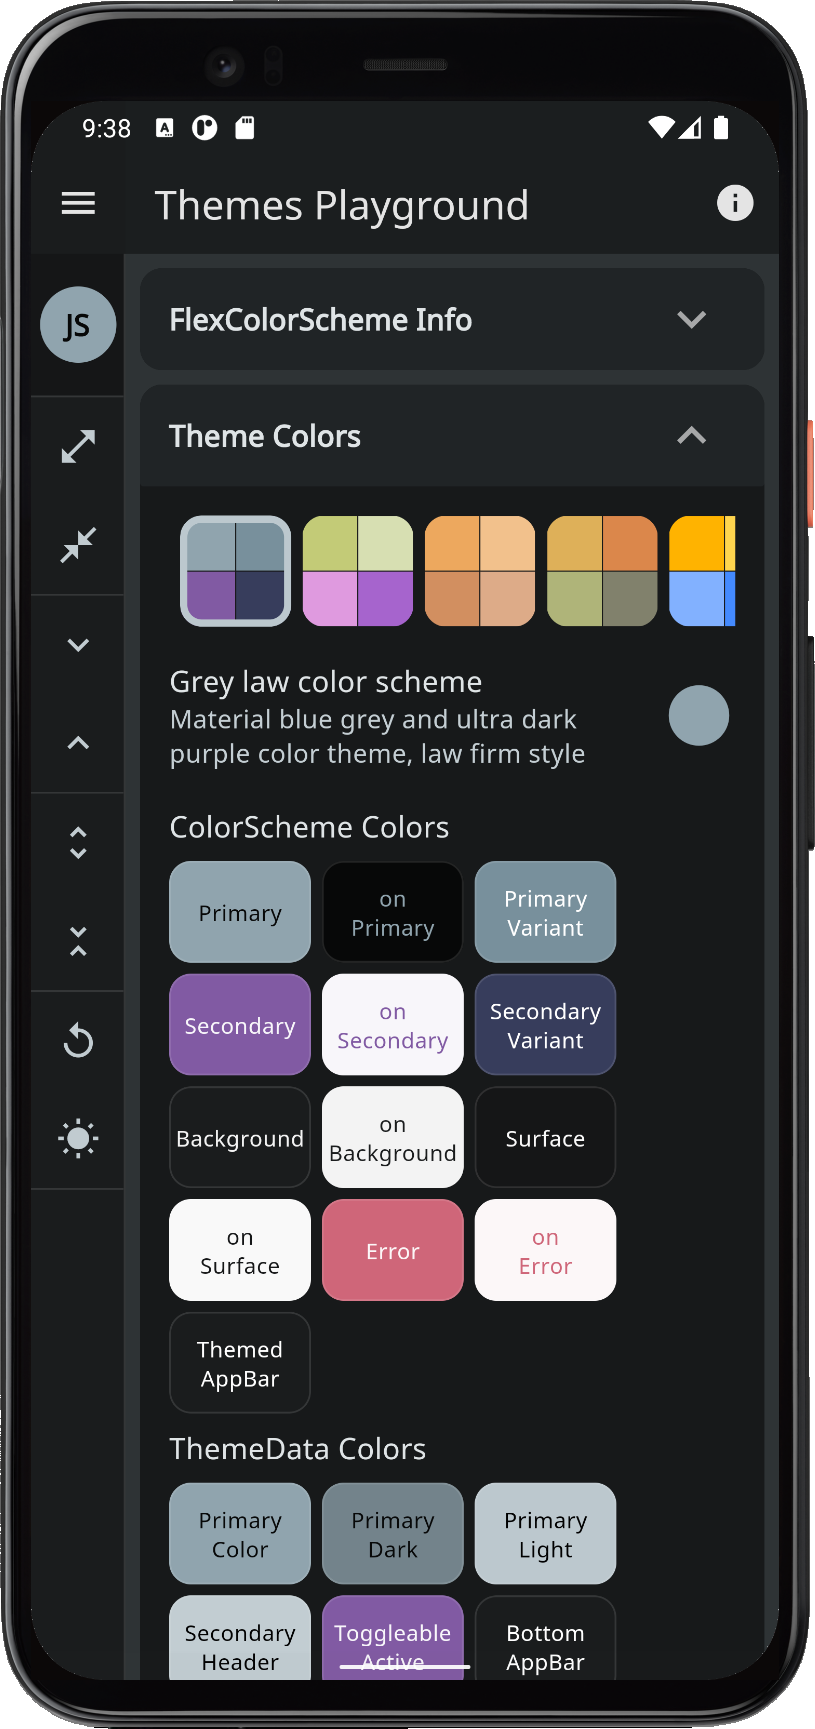 9:38
A
Themes Playground
JS
FlexColorScheme Info
Theme Colors
Grey law color scheme
Material blue grey and ultra dark
purple color theme, law firm style
ColorScheme Colors
Primary
on
Primary
Primary
Variant
Secondary
on
Secondary
Secondary
Variant
Background
on
Background
Surface
on
Surface
Error
on
Error
Themed
AppBar
ThemeData Colors
Primary
Color
Primary
Dark
Primary
Light
Secondary
Header
Toggleable
Active
Bottom
AppBar